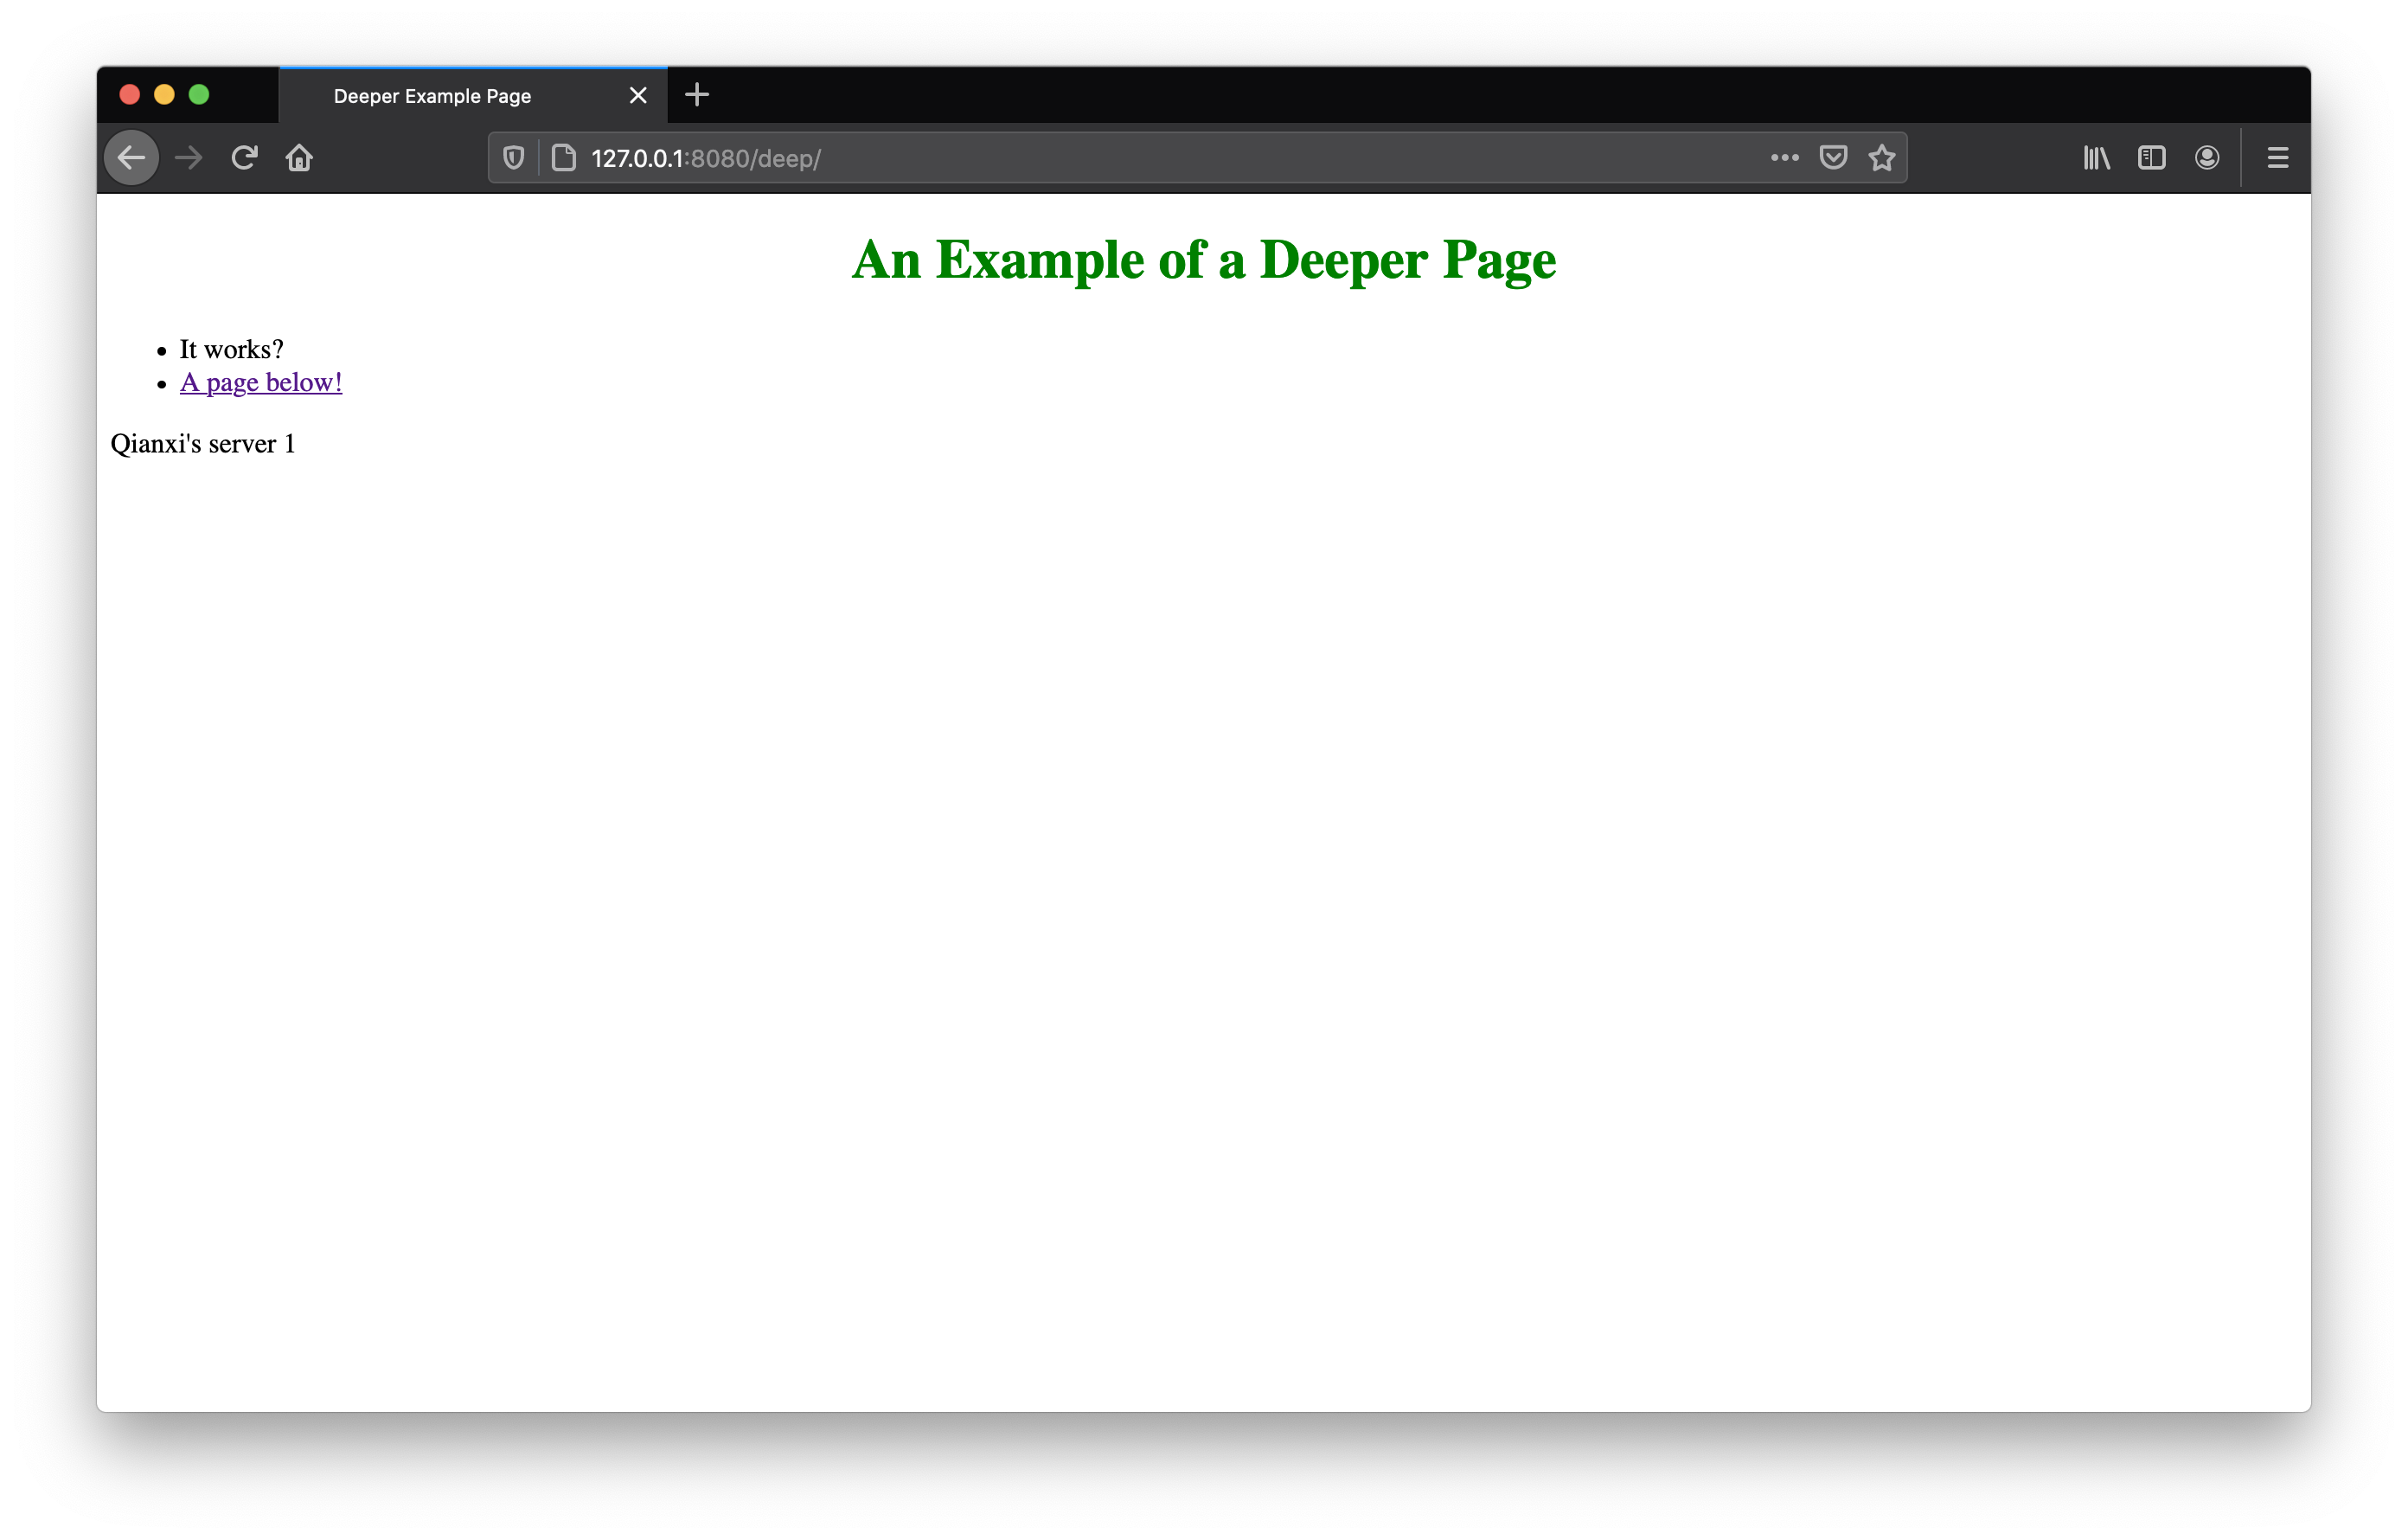 Deeper Example Page
127.0.0.1:8080/deep/
An Example of a Deeper Page
It works?
A page below!
Qianxi's server 1